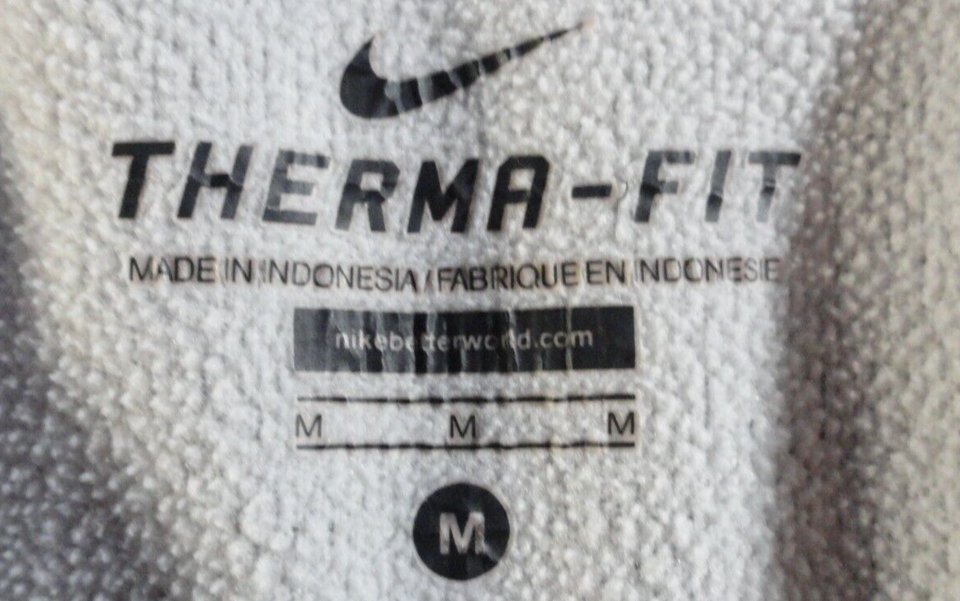 THERMA-FIT
MADE IN INDONESIA / FABRIQUE EN INDONESIE
nikebetterworld.com
M M M
M